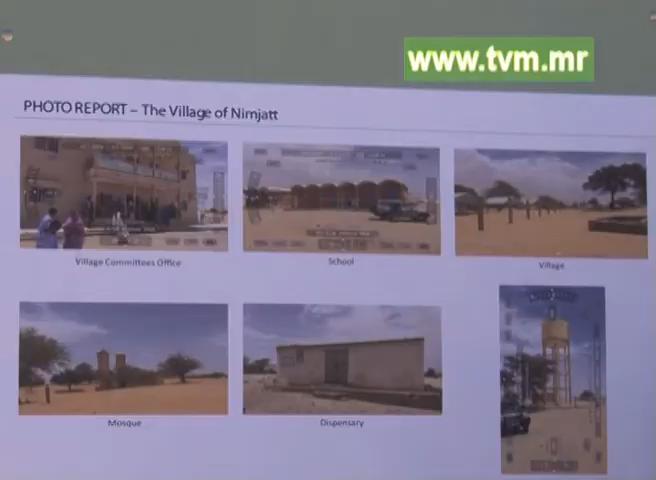 www.tvm.mr
PHOTO REPORT – The Village of Nimjatt
Village Committees Office
School
Village
Mosque
Dispensary